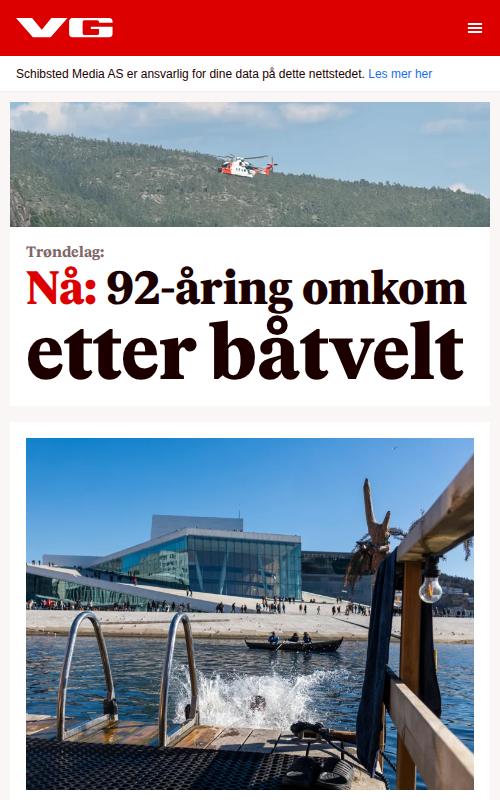 VG
Schibsted Media AS er ansvarlig for dine data på dette nettstedet. Les mer her
Trøndelag:
Nå: 92-åring omkom
etter båtvelt